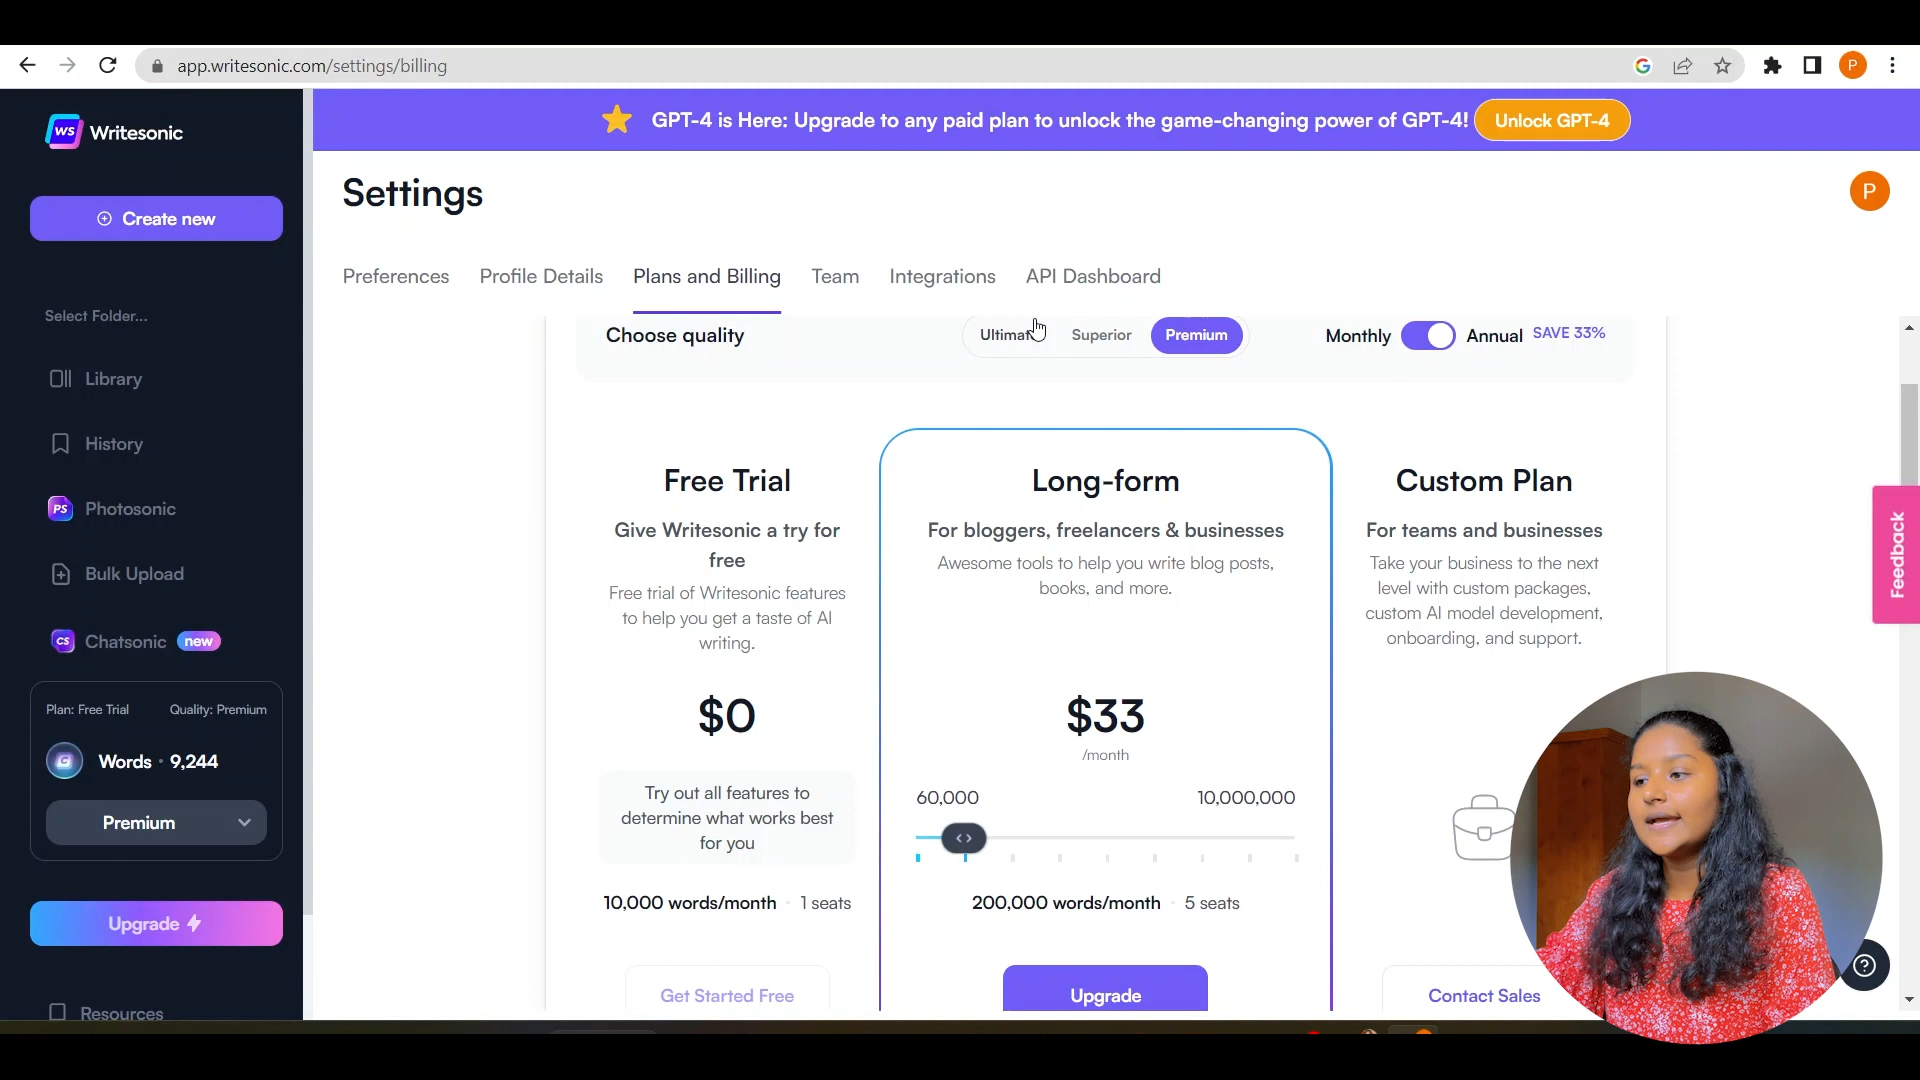 app.writesonic.com/settings/billing
P
WS Writesonic
GPT-4 is Here: Upgrade to any paid plan to unlock the game-changing power of GPT-4!
Unlock GPT-4
Create new
Settings
P
Preferences
Profile Details
Plans and Billing
Team
Integrations
API Dashboard
Select Folder...
Choose quality
Superior
Premium
Monthly
Annual
SAVE 33%
Library
History
PS Photosonic
Bulk Upload
CS Chatsonic new
Plan: Free Trial
Quality: Premium
Words · 9,244
Premium
Upgrade
Resources
Free Trial
Give Writesonic a try for
free
Free trial of Writesonic features
to help you get a taste of AI
writing.
$0
Try out all features to
determine what works best
for you
10,000 words/month · 1 seats
Get Started Free
Long-form
For bloggers, freelancers & businesses
Awesome tools to help you write blog posts,
books, and more.
$33
/month
60,000
10,000,000
200,000 words/month · 5 seats
Upgrade
Custom Plan
For teams and businesses
Take your business to the next
level with custom packages,
custom AI model development,
onboarding, and support.
Contact Sales
Feedback